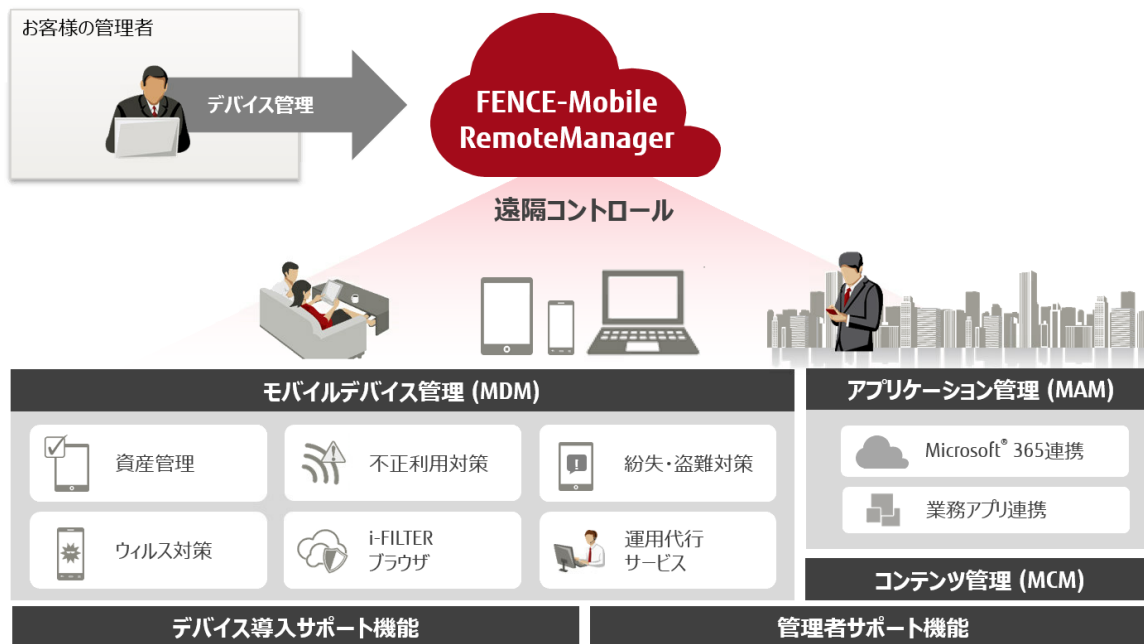 お客様の管理者
デバイス管理
FENCE-Mobile
RemoteManager
遠隔コントロール
モバイルデバイス管理 (MDM)
資産管理
不正利用対策
紛失・盗難対策
ウィルス対策
i-FILTER
ブラウザ
運用代行
サービス
アプリケーション管理 (MAM)
Microsoft® 365連携
業務アプリ連携
コンテンツ管理 (MCM)
デバイス導入サポート機能
管理者サポート機能